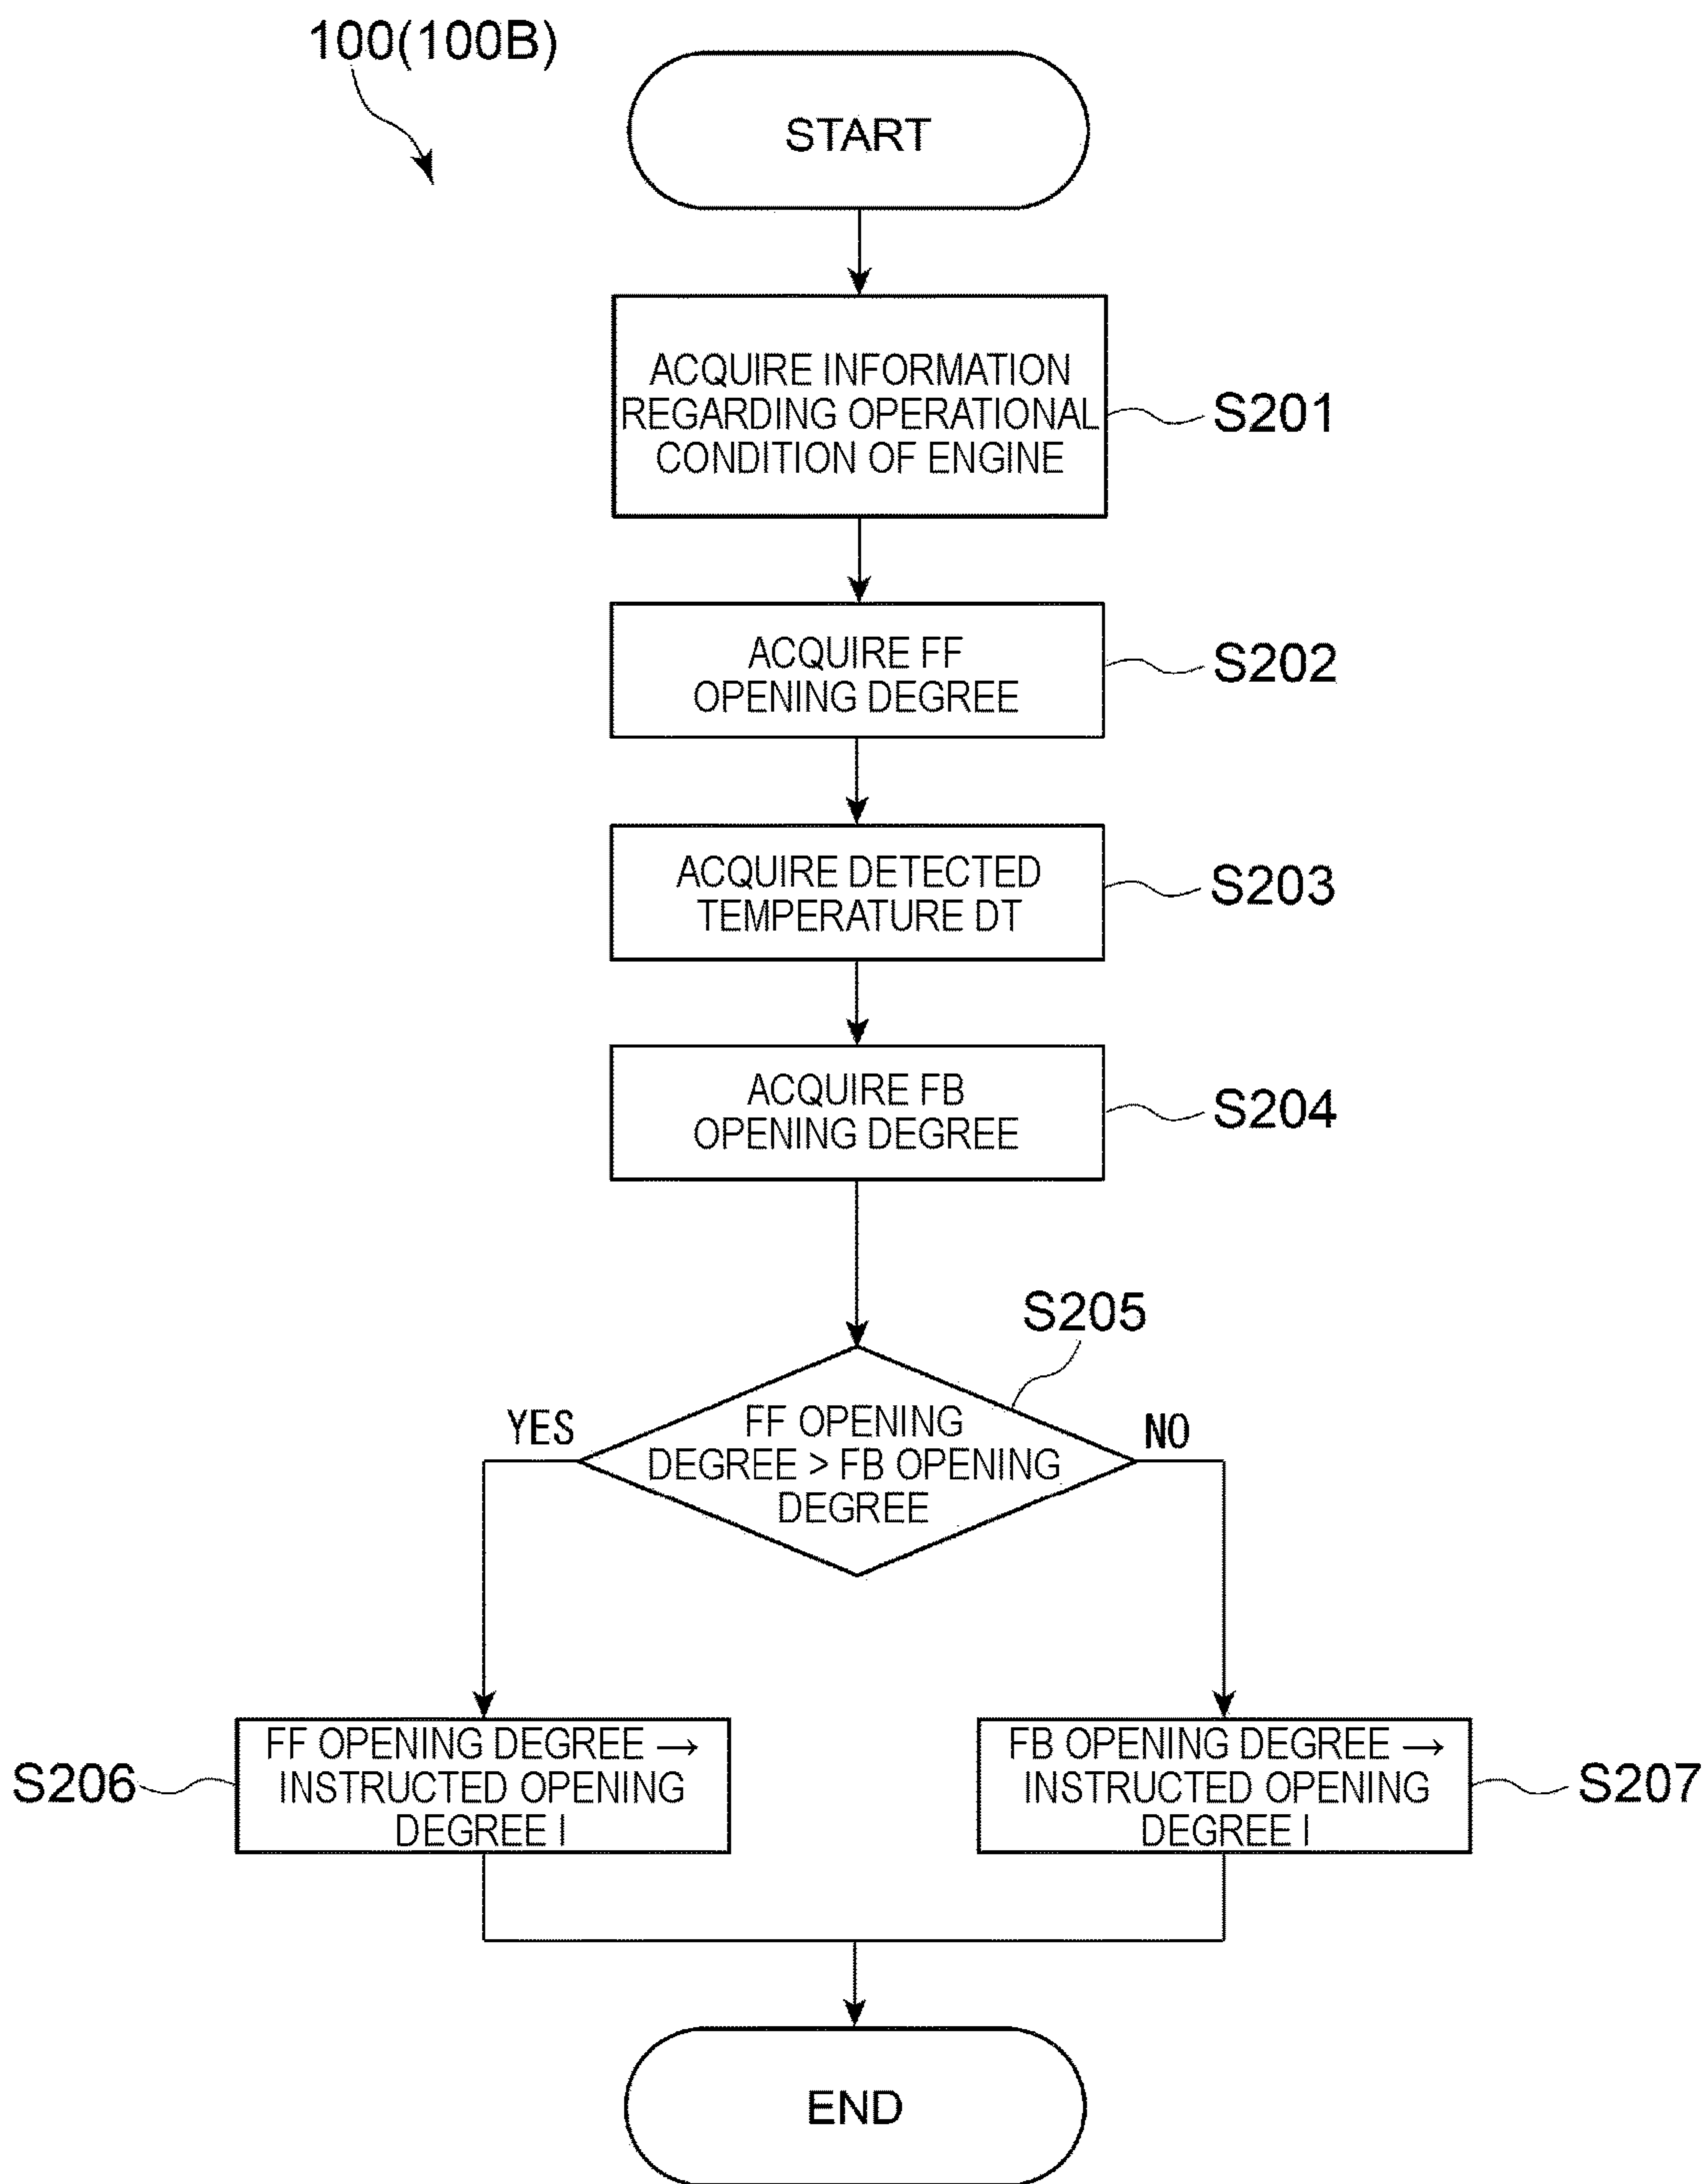 100(100B)
START
ACQUIRE INFORMATION
REGARDING OPERATIONAL
CONDITION OF ENGINE
S201
ACQUIRE FF
OPENING DEGREE
S202
ACQUIRE DETECTED
TEMPERATURE DT
S203
ACQUIRE FB
OPENING DEGREE
S204
S205
YES
FF OPENING
DEGREE > FB OPENING
DEGREE
NO
S206
FF OPENING DEGREE →
INSTRUCTED OPENING
DEGREE I
FB OPENING DEGREE →
INSTRUCTED OPENING
DEGREE I
S207
END